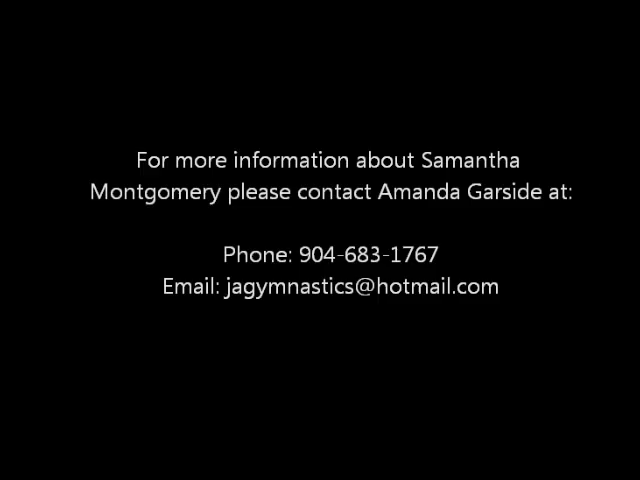 For more information about Samantha
Montgomery please contact Amanda Garside at:
Phone: 904-683-1767
Email: jagymnastics@hotmail.com